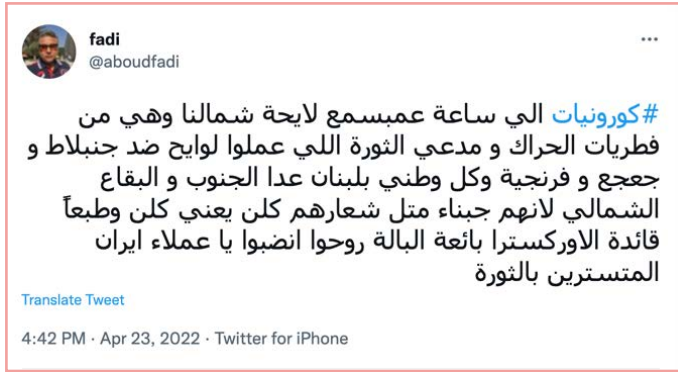 fadi
@aboudfadi
#كورونيات الي ساعة عمبسمع لايحة شمالنا وهي من
فطريات الحراك و مدعي الثورة اللي عملوا لوايح ضد جنبلاط و
جعجع و فرنجية وكل وطني بلبنان عدا الجنوب و البقاع
الشمالي لانهم جبناء متل شعارهم كلن يعني كلن وطبعاً
قائدة الاوركسترا بائعة البالة روحوا انضبوا يا عملاء ايران
المتسترين بالثورة
Translate Tweet
4:42 PM · Apr 23, 2022 · Twitter for iPhone